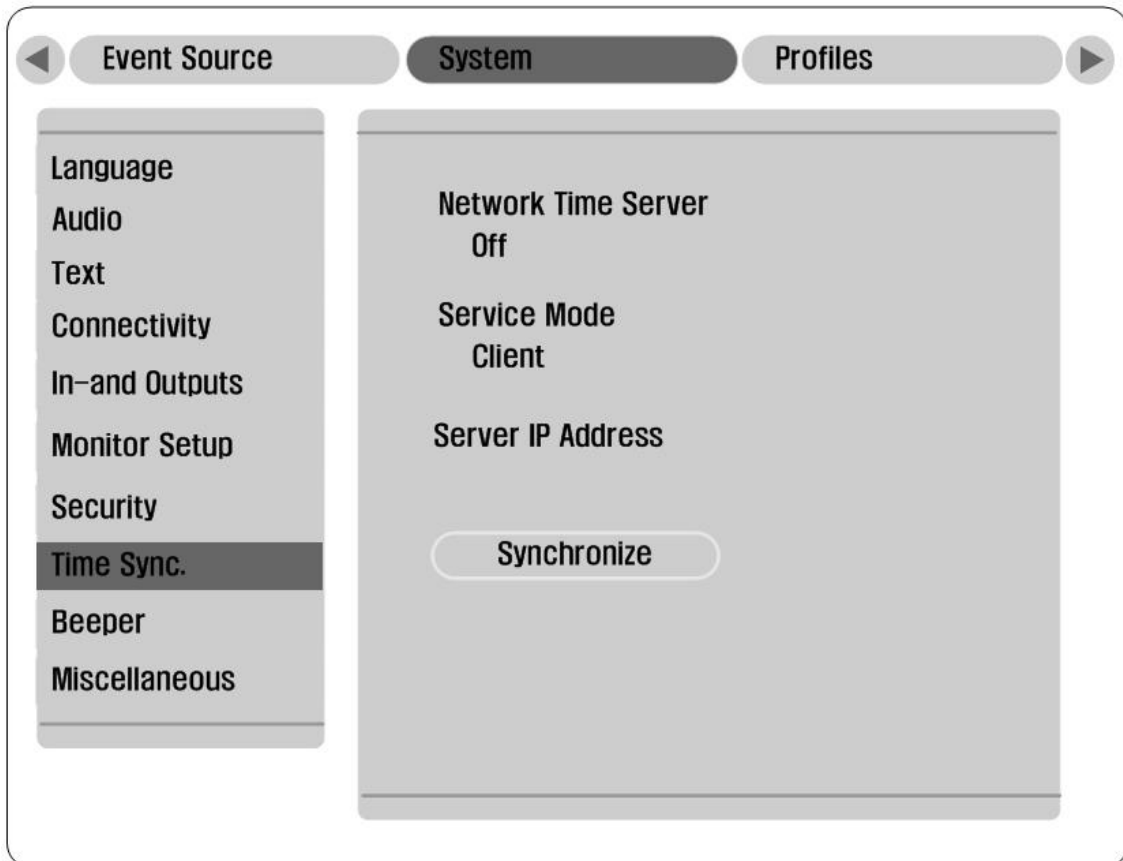 Event Source
System
Profiles
Language
Audio
Text
Connectivity
In-and Outputs
Monitor Setup
Security
Time Sync.
Beeper
Miscellaneous
Network Time Server
Off
Service Mode
Client
Server IP Address
Synchronize